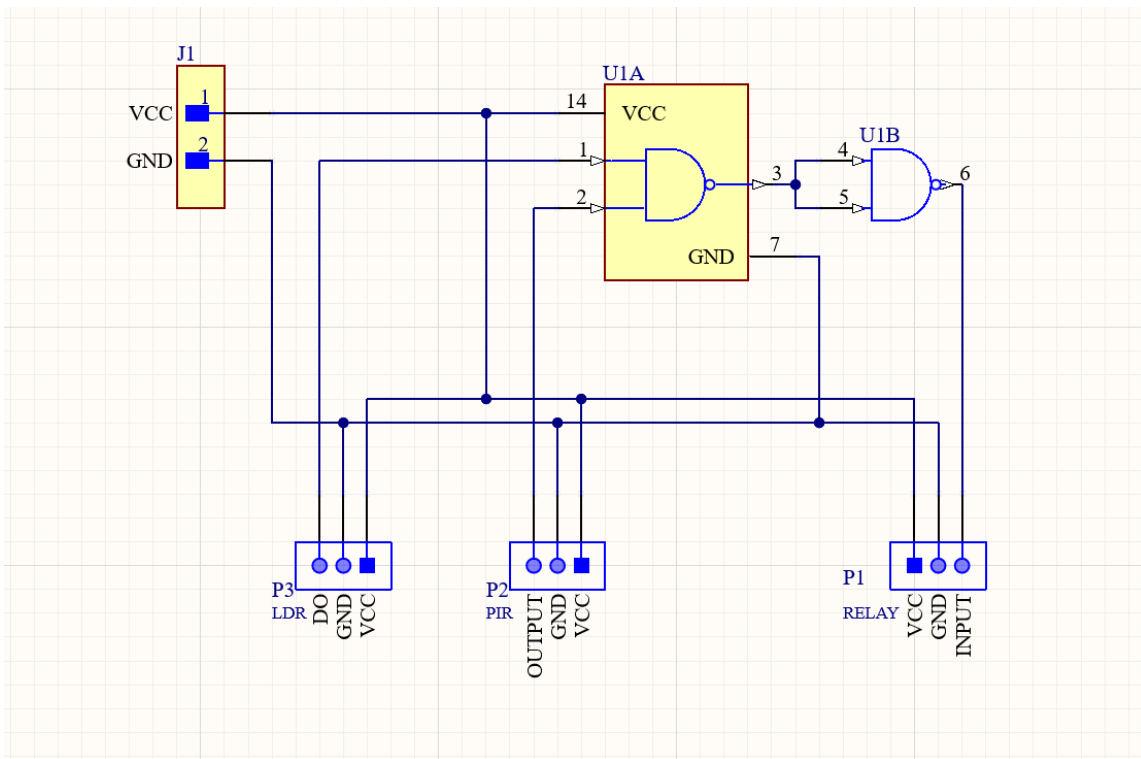 J1
U1A
1
14
VCC
VCC
U1B
2
1
4
GND
3
6
2
5
7
GND
P3
P2
P1
LDR
PIR
RELAY
DO
GND
VCC
OUTPUT
GND
VCC
VCC
GND
INPUT